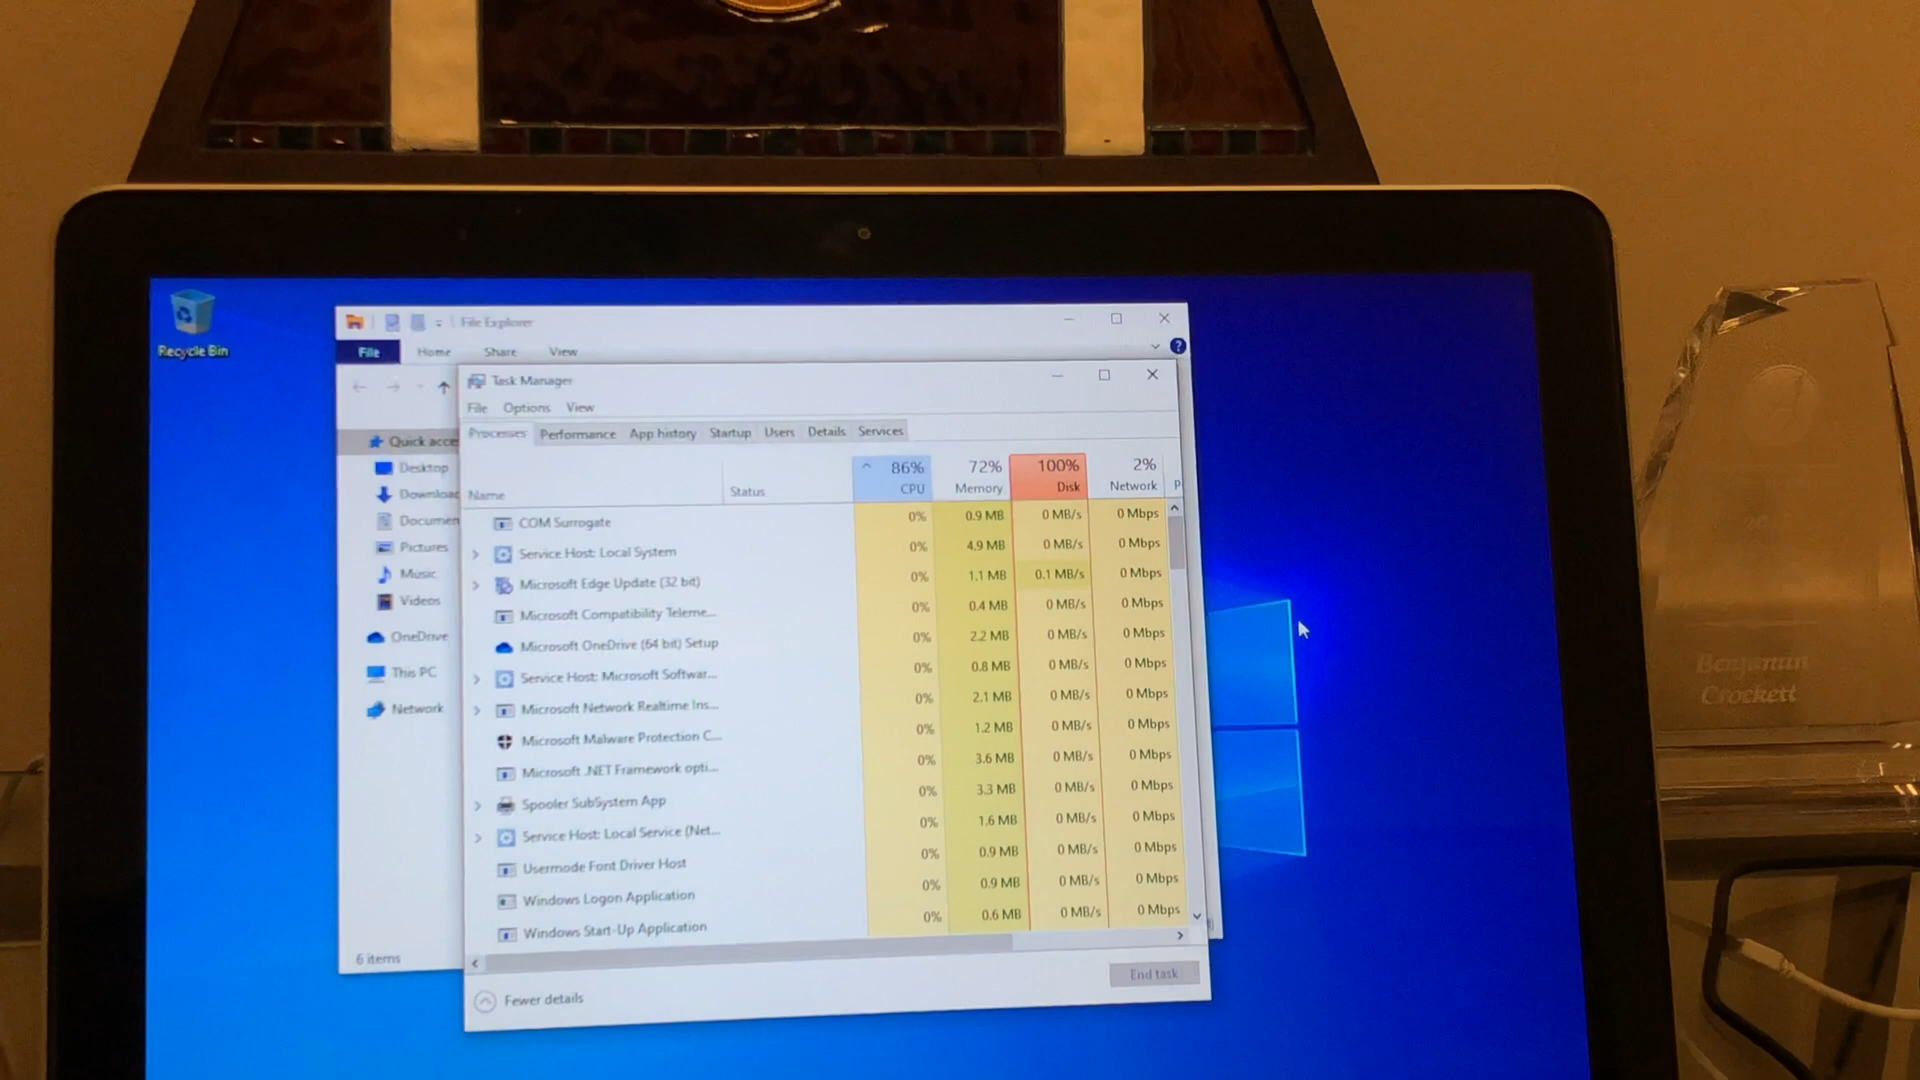 Recycle Bin
File Explorer
File Home Share View
Task Manager
File Options View
Processes Performance App history Startup Users Details Services
86% 72% 100% 2%
Name Status CPU Memory Disk Network P
COM Surrogate 0% 0.9 MB 0 MB/s 0 Mbps
Service Host: Local System 0% 4.9 MB 0 MB/s 0 Mbps
Microsoft Edge Update (32 bit) 0% 1.1 MB 0.1 MB/s 0 Mbps
Microsoft Compatibility Teleme... 0% 0.4 MB 0 MB/s 0 Mbps
Microsoft OneDrive (64 bit) Setup 0% 2.2 MB 0 MB/s 0 Mbps
Service Host: Microsoft Softwar... 0% 0.8 MB 0 MB/s 0 Mbps
Microsoft Network Realtime Ins... 0% 2.1 MB 0 MB/s 0 Mbps
Microsoft Malware Protection C... 0% 1.2 MB 0 MB/s 0 Mbps
Microsoft .NET Framework opti... 0% 3.6 MB 0 MB/s 0 Mbps
Spooler SubSystem App 0% 3.3 MB 0 MB/s 0 Mbps
Service Host: Local Service (Net... 0% 1.6 MB 0 MB/s 0 Mbps
Usermode Font Driver Host 0% 0.9 MB 0 MB/s 0 Mbps
Windows Logon Application 0% 0.9 MB 0 MB/s 0 Mbps
Windows Start-Up Application 0% 0.6 MB 0 MB/s 0 Mbps
End task
Fewer details
Quick acce
Desktop
Downloa
Documen
Pictures
Music
Videos
OneDrive
This PC
Network
6 items
Benjamin
Crockett